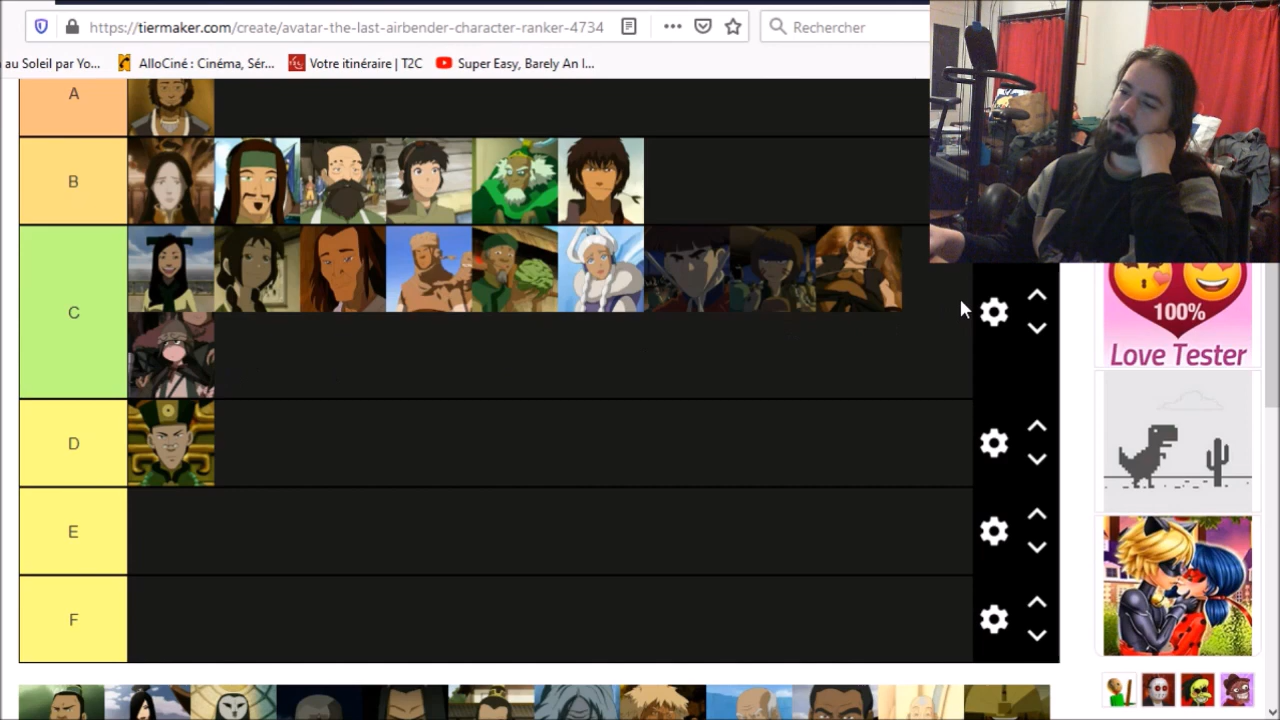 https://tiermaker.com/create/avatar-the-last-airbender-character-ranker-4734
Rechercher
au Soleil par Yo...
AlloCiné : Cinéma, Sér...
Votre itinéraire | T2C
Super Easy, Barely An I...
A
B
C
D
E
F
100%
Love Tester